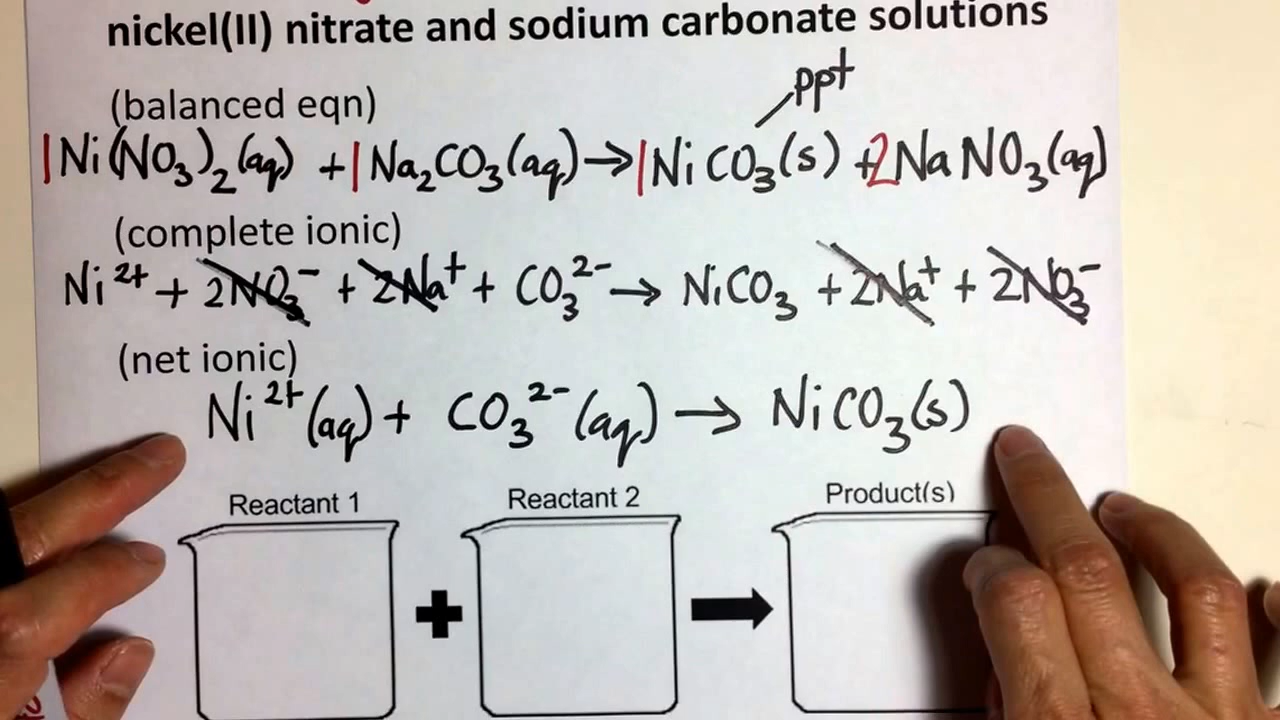 nickel(II) nitrate and sodium carbonate solutions
ppt
(balanced eqn)
1Ni(NO₃)₂(aq) + 1Na₂CO₃(aq) → 1NiCO₃(s) + 2NaNO₃(aq)
(complete ionic)
Ni²⁺ + 2NO₃⁻ + 2Na⁺ + CO₃²⁻ → NiCO₃ + 2Na⁺ + 2NO₃⁻
(net ionic)
Ni²⁺(aq) + CO₃²⁻(aq) → NiCO₃(s)
Reactant 1 Reactant 2 Product(s)
+ →